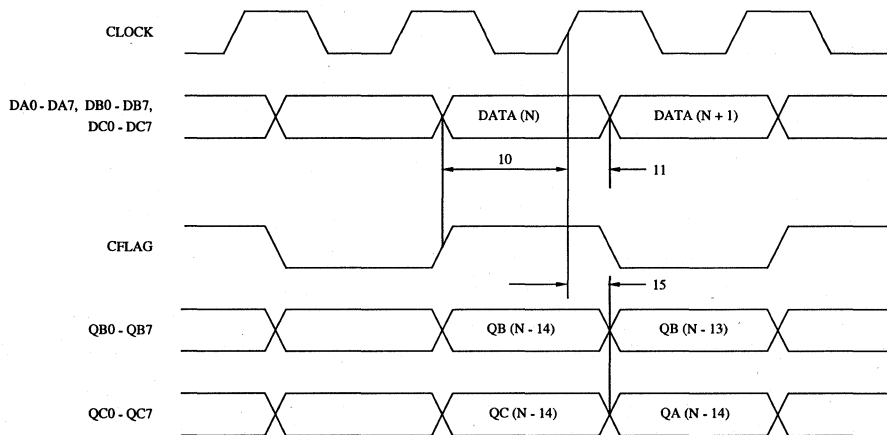 CLOCK
DA0 - DA7, DB0 - DB7,
DC0 - DC7
DATA (N)
DATA (N + 1)
10
11
CFLAG
15
QB0 - QB7
QB (N - 14)
QB (N - 13)
QC0 - QC7
QC (N - 14)
QA (N - 14)